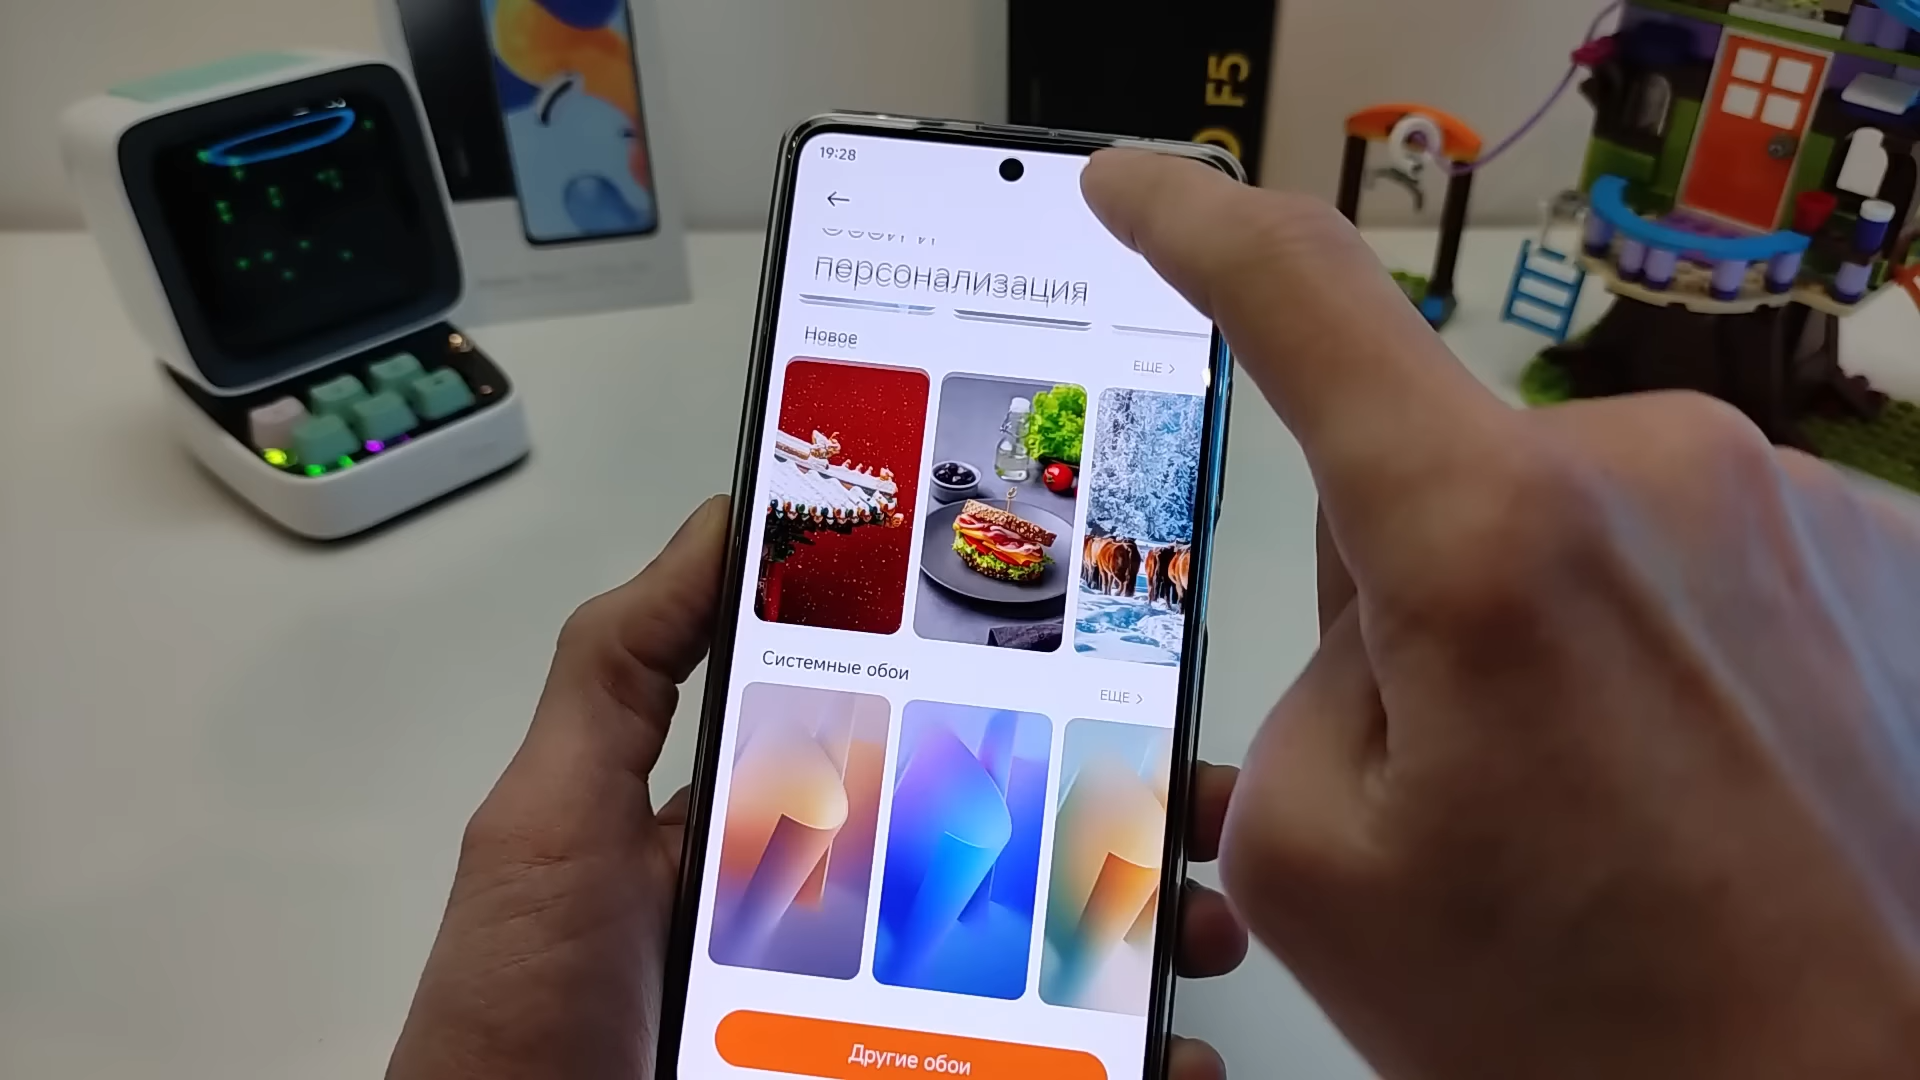 F5
19:28
персонализация
Новое
ЕЩЕ >
Системные обои
ЕЩЕ >
Другие обои